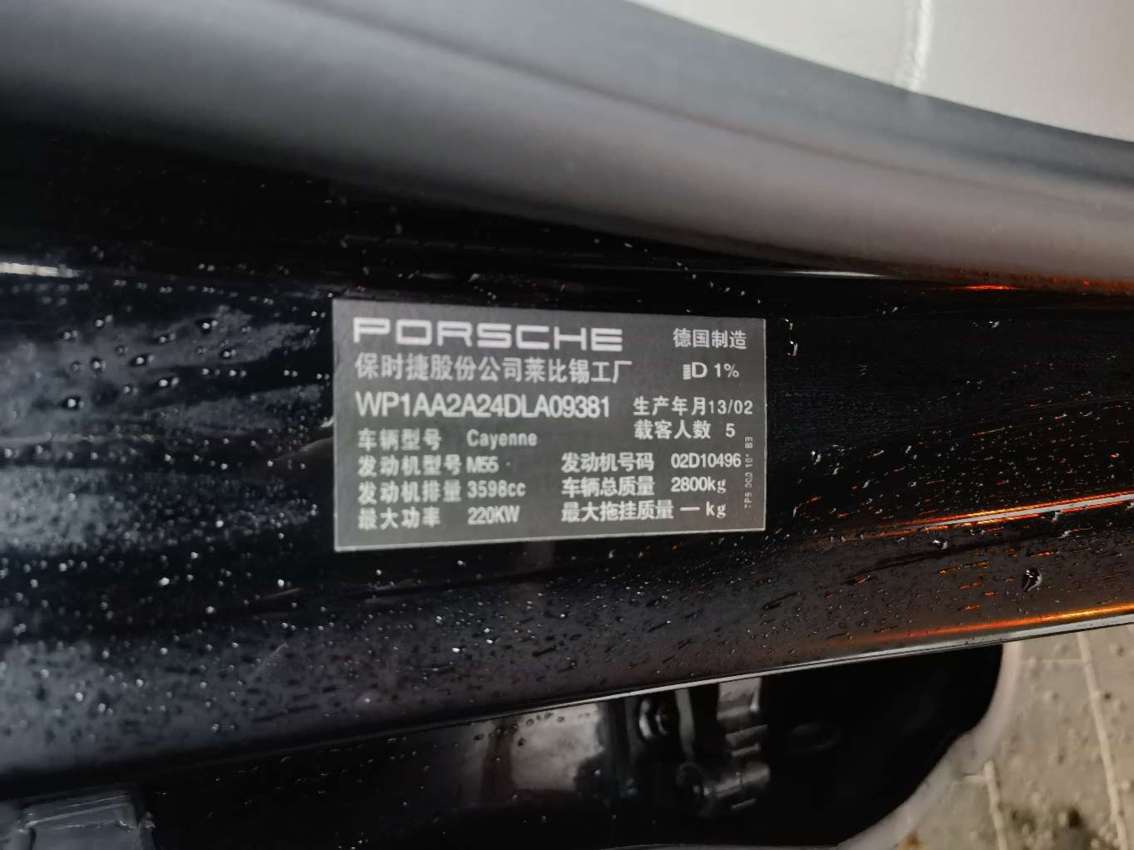 PORSCHE 德国制造
保时捷股份公司莱比锡工厂 D 1%
WP1AA2A24DLA09381 生产年月13/02
车辆型号 Cayenne 载客人数 5
发动机型号 M55 发动机号码 02D10496
发动机排量 3598cc 车辆总质量 2800kg
最大功率 220KW 最大拖挂质量 — kg